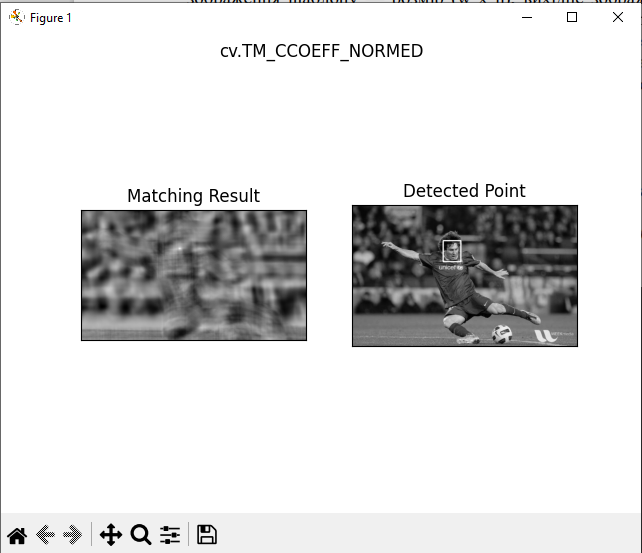 Figure 1
cv.TM_CCOEFF_NORMED
Matching Result
Detected Point
unicef